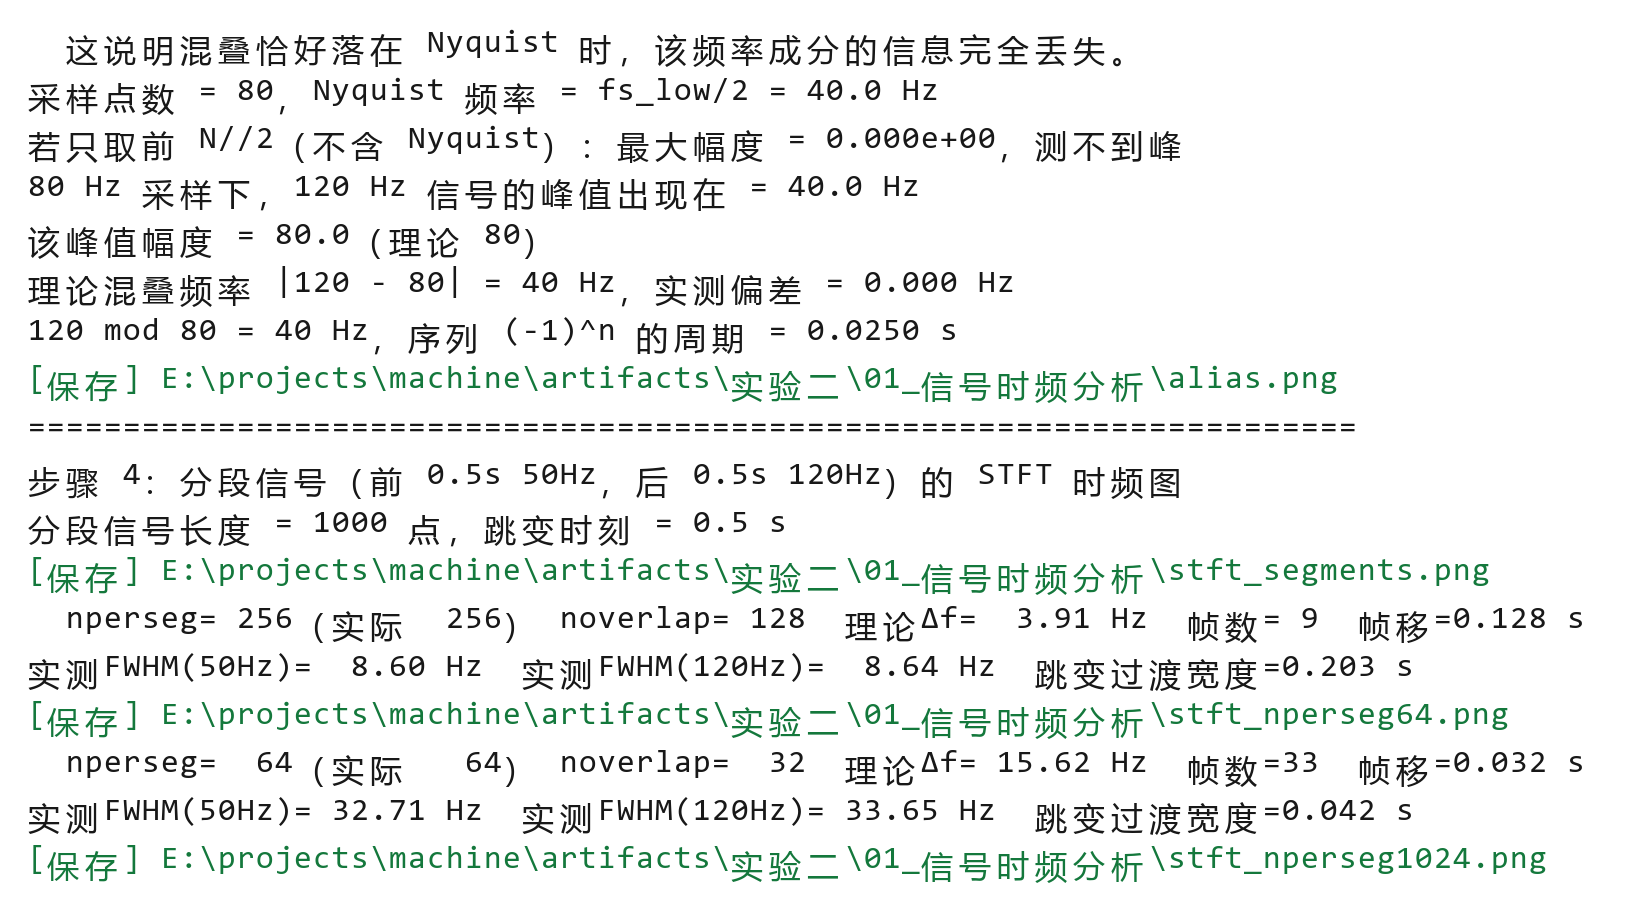 这说明混叠恰好落在 Nyquist 时，该频率成分的信息完全丢失。
采样点数 = 80，Nyquist 频率 = fs_low/2 = 40.0 Hz
若只取前 N//2（不含 Nyquist）：最大幅度 = 0.000e+00，测不到峰
80 Hz 采样下，120 Hz 信号的峰值出现在 = 40.0 Hz
该峰值幅度 = 80.0（理论 80）
理论混叠频率 |120 - 80| = 40 Hz，实测偏差 = 0.000 Hz
120 mod 80 = 40 Hz，序列 (-1)^n 的周期 = 0.0250 s
[保存] E:\projects\machine\artifacts\实验二\01_信号时频分析\alias.png
======================================================================
步骤 4：分段信号（前 0.5s 50Hz，后 0.5s 120Hz）的 STFT 时频图
分段信号长度 = 1000 点，跳变时刻 = 0.5 s
[保存] E:\projects\machine\artifacts\实验二\01_信号时频分析\stft_segments.png
nperseg= 256（实际  256）  noverlap= 128  理论Δf=  3.91 Hz  帧数= 9  帧移=0.128 s
实测FWHM(50Hz)=  8.60 Hz  实测FWHM(120Hz)=  8.64 Hz  跳变过渡宽度=0.203 s
[保存] E:\projects\machine\artifacts\实验二\01_信号时频分析\stft_nperseg64.png
nperseg=  64（实际   64）  noverlap=  32  理论Δf= 15.62 Hz  帧数=33  帧移=0.032 s
实测FWHM(50Hz)= 32.71 Hz  实测FWHM(120Hz)= 33.65 Hz  跳变过渡宽度=0.042 s
[保存] E:\projects\machine\artifacts\实验二\01_信号时频分析\stft_nperseg1024.png